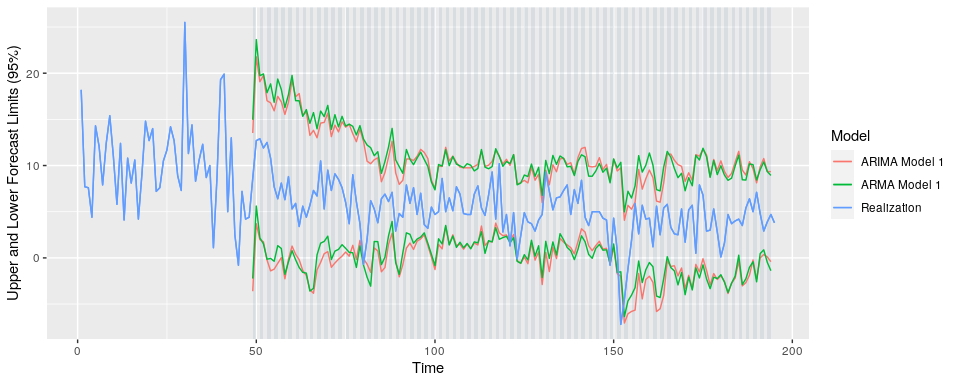 Upper and Lower Forecast Limits (95%)
20
10
0
0
50
100
150
200
Time
Model
ARIMA Model 1
ARMA Model 1
Realization